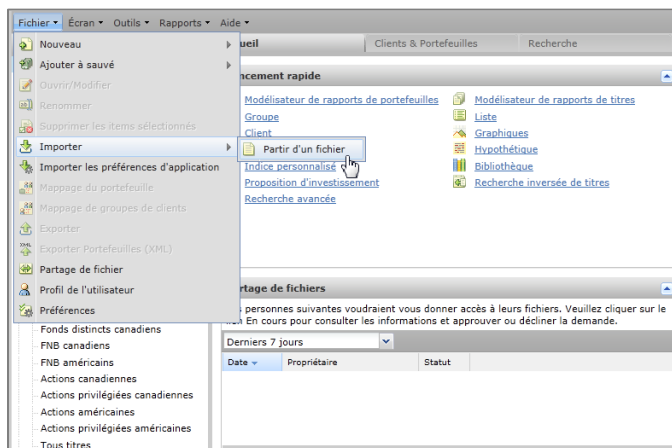 Fichier Écran Outils Rapports Aide
ueil Clients & Portefeuilles Recherche
Nouveau
Ajouter à sauvé
Ouvrir/Modifier
Renommer
Supprimer les items sélectionnés
Importer
Importer les préférences d'application
Mappage du portefeuille
Mappage de groupes de clients
Exporter
Exporter Portefeuilles (XML)
Partage de fichier
Profil de l'utilisateur
Préférences
Partir d'un fichier
ncement rapide
Modélisateur de rapports de portefeuilles
Groupe
Client
Indice personnalisé
Proposition d'investissement
Recherche avancée
Modélisateur de rapports de titres
Liste
Graphiques
Hypothétique
Bibliothèque
Recherche inversée de titres
rtage de fichiers
personnes suivantes voudraient vous donner accès à leurs fichiers. Veuillez cliquer sur le
En cours pour consulter les informations et approuver ou décliner la demande.
Derniers 7 jours
Date Propriétaire Statut
Fonds distincts canadiens
FNB canadiens
FNB américains
Actions canadiennes
Actions privilégiées canadiennes
Actions américaines
Actions privilégiées américaines
Tous titres